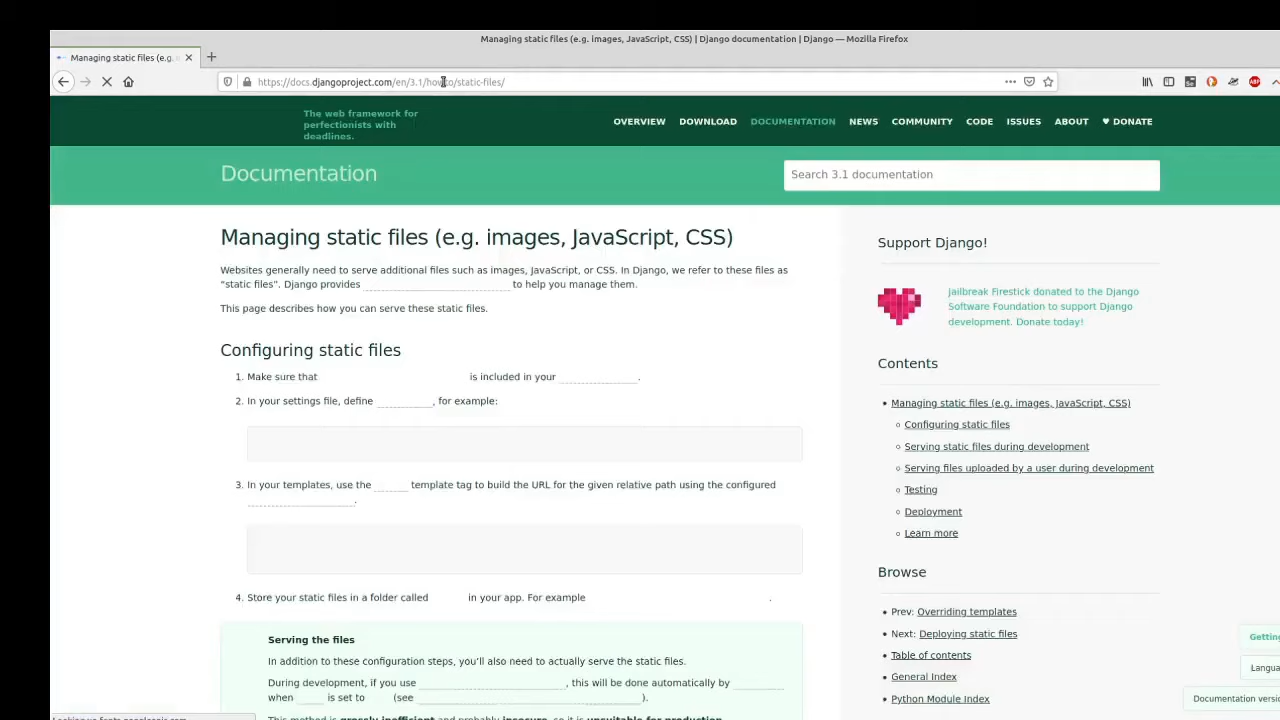 Managing static files (e.g. images, JavaScript, CSS) | Django documentation | Django — Mozilla Firefox
Managing static files (e.g.
https://docs.djangoproject.com/en/3.1/howto/static-files/
The web framework for
perfectionists with
deadlines.
OVERVIEW DOWNLOAD DOCUMENTATION NEWS COMMUNITY CODE ISSUES ABOUT ♥ DONATE
Documentation
Search 3.1 documentation
Managing static files (e.g. images, JavaScript, CSS)
Websites generally need to serve additional files such as images, JavaScript, or CSS. In Django, we refer to these files as
“static files”. Django provides to help you manage them.
This page describes how you can serve these static files.
Configuring static files
1. Make sure that is included in your .
2. In your settings file, define , for example:
3. In your templates, use the template tag to build the URL for the given relative path using the configured
.
4. Store your static files in a folder called in your app. For example .
Serving the files
In addition to these configuration steps, you’ll also need to actually serve the static files.
During development, if you use , this will be done automatically by
when is set to (see ).
This method is grossly inefficient and probably insecure, so it is unsuitable for production.
Support Django!
Jailbreak Firestick donated to the Django
Software Foundation to support Django
development. Donate today!
Contents
• Managing static files (e.g. images, JavaScript, CSS)
Configuring static files
Serving static files during development
Serving files uploaded by a user during development
Testing
Deployment
Learn more
Browse
• Prev: Overriding templates
• Next: Deploying static files
• Table of contents
• General Index
• Python Module Index
Getting
Langua
Documentation versi